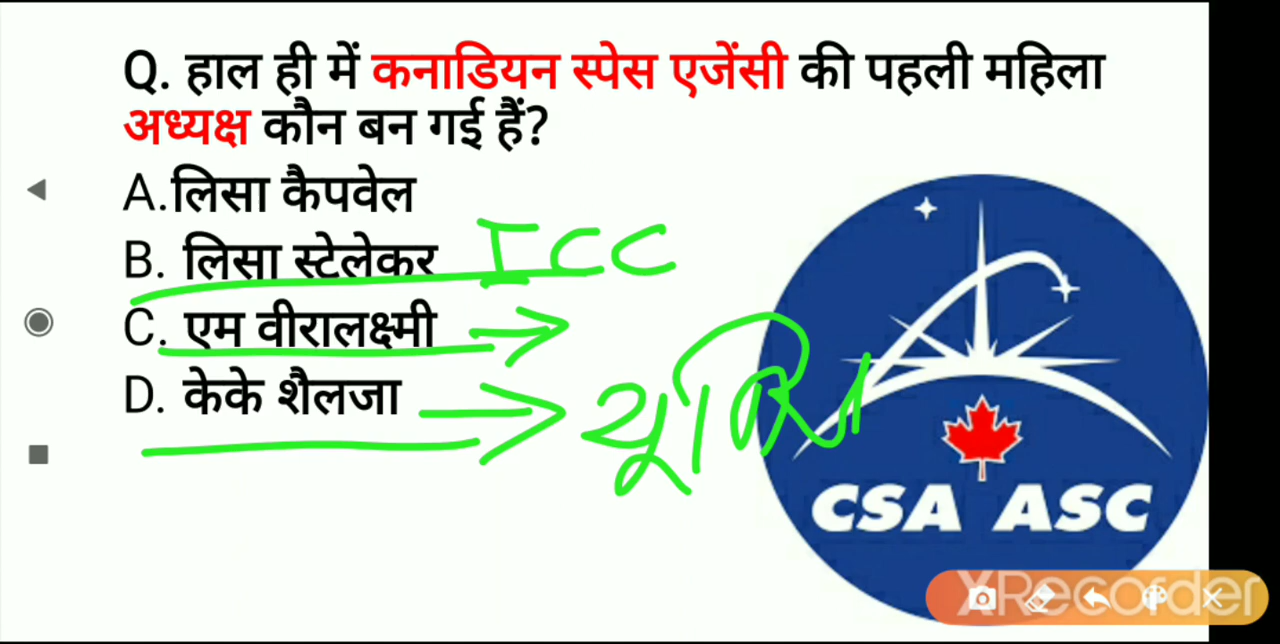 Q. हाल ही में कनाडियन स्पेस एजेंसी की पहली महिला
अध्यक्ष कौन बन गई हैं?
A.लिसा कैपवेल
B. लिसा स्टेलेकर ICC
C. एम वीरालक्ष्मी
D. केके शैलजा
CSA ASC
XRecorder